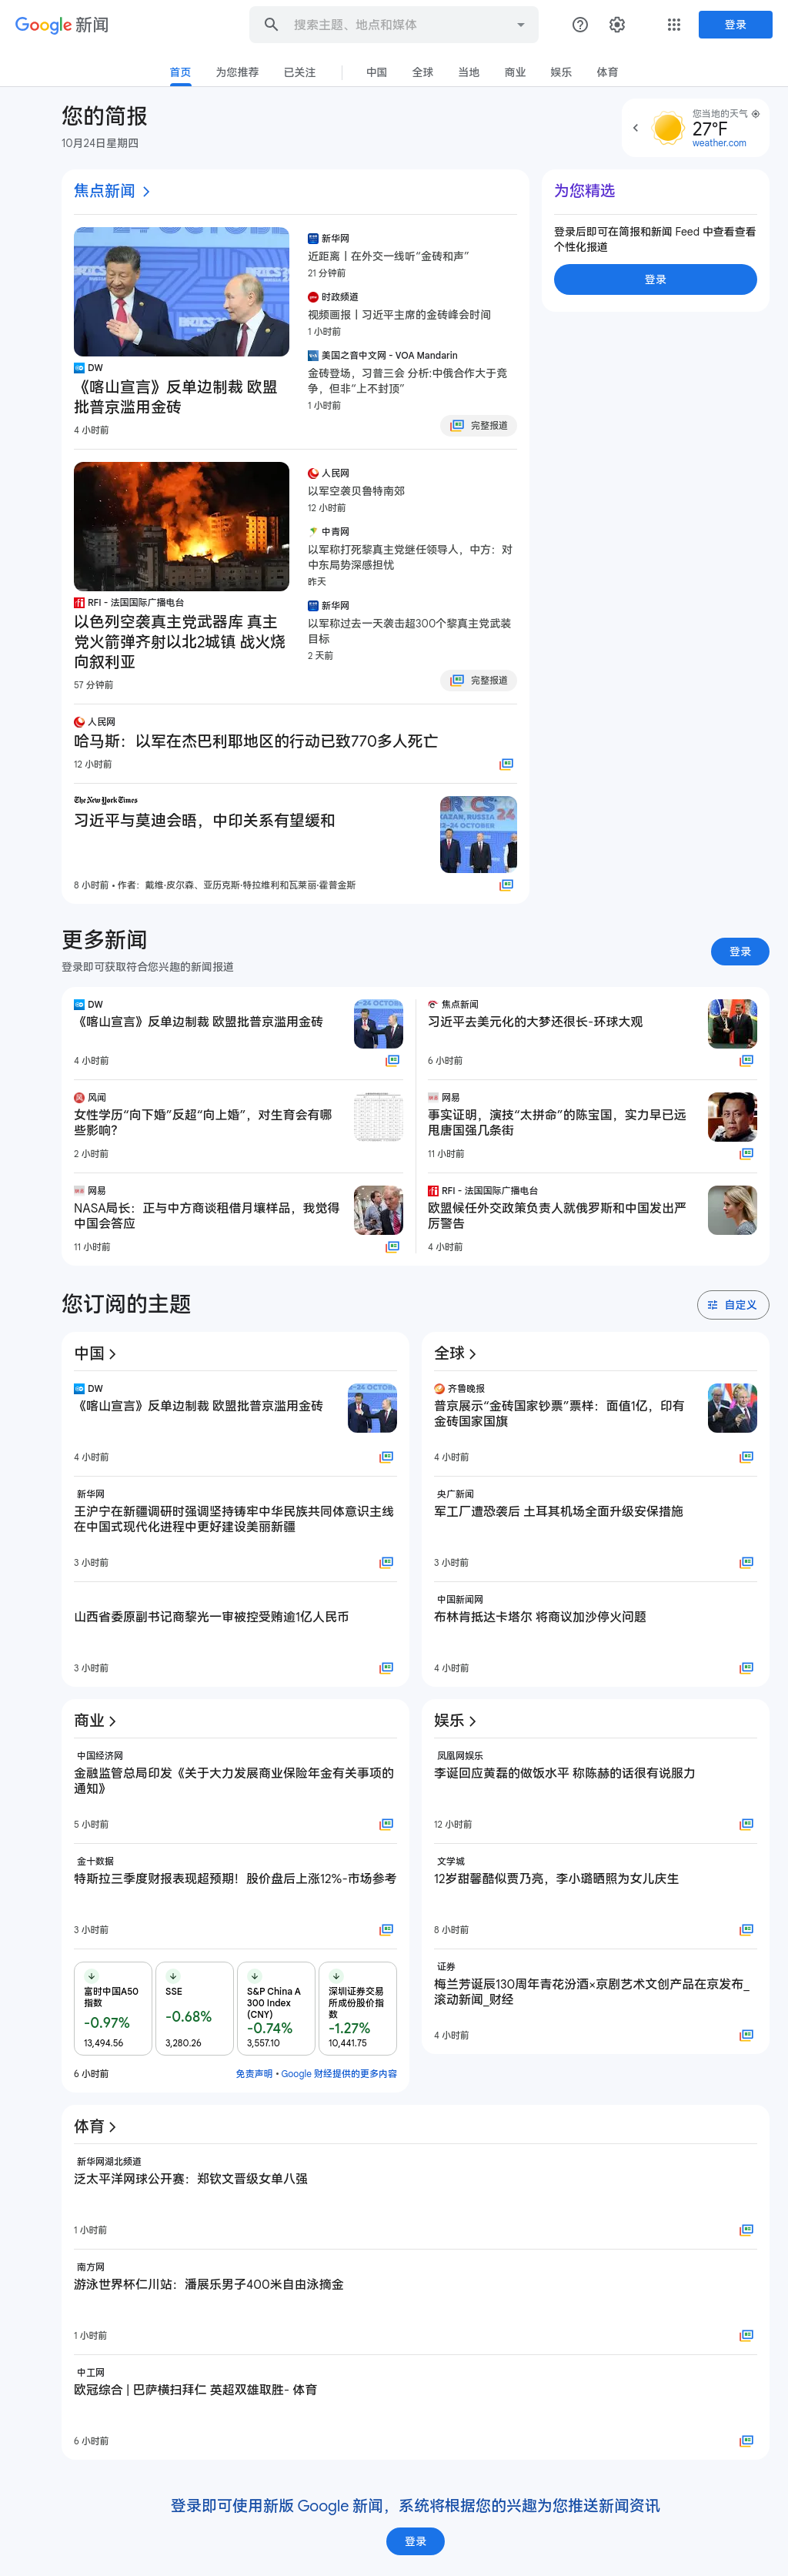 Google 新闻
搜索主题、地点和媒体
登录
首页
为您推荐
已关注
中国
全球
当地
商业
娱乐
体育
您的简报
10月24日星期四
您当地的天气
27°F
weather.com
焦点新闻
DW
《喀山宣言》反单边制裁 欧盟
批普京滥用金砖
4 小时前
新华网
近距离丨在外交一线听“金砖和声”
21 分钟前
时政频道
视频画报丨习近平主席的金砖峰会时间
1 小时前
美国之音中文网 - VOA Mandarin
金砖登场，习普三会 分析:中俄合作大于竞
争，但非“上不封顶”
1 小时前
完整报道
RFI - 法国国际广播电台
以色列空袭真主党武器库 真主
党火箭弹齐射以北2城镇 战火烧
向叙利亚
57 分钟前
人民网
以军空袭贝鲁特南郊
12 小时前
中青网
以军称打死黎真主党继任领导人，中方：对
中东局势深感担忧
昨天
新华网
以军称过去一天袭击超300个黎真主党武装
目标
2 天前
完整报道
人民网
哈马斯：以军在杰巴利耶地区的行动已致770多人死亡
12 小时前
The New York Times
习近平与莫迪会晤，中印关系有望缓和
8 小时前 • 作者：戴维·皮尔森、亚历克斯·特拉维利和瓦莱丽·霍普金斯
为您精选
登录后即可在简报和新闻 Feed 中查看查看
个性化报道
登录
更多新闻
登录即可获取符合您兴趣的新闻报道
登录
DW
《喀山宣言》反单边制裁 欧盟批普京滥用金砖
4 小时前
焦点新闻
习近平去美元化的大梦还很长-环球大观
6 小时前
风闻
女性学历“向下婚”反超“向上婚”，对生育会有哪
些影响？
2 小时前
网易
事实证明，演技“太拼命”的陈宝国，实力早已远
甩唐国强几条街
11 小时前
网易
NASA局长：正与中方商谈租借月壤样品，我觉得
中国会答应
11 小时前
RFI - 法国国际广播电台
欧盟候任外交政策负责人就俄罗斯和中国发出严
厉警告
4 小时前
您订阅的主题
自定义
中国
DW
《喀山宣言》反单边制裁 欧盟批普京滥用金砖
4 小时前
新华网
王沪宁在新疆调研时强调坚持铸牢中华民族共同体意识主线
在中国式现代化进程中更好建设美丽新疆
3 小时前
山西省委原副书记商黎光一审被控受贿逾1亿人民币
3 小时前
全球
齐鲁晚报
普京展示“金砖国家钞票”票样：面值1亿，印有
金砖国家国旗
4 小时前
央广新闻
军工厂遭恐袭后 土耳其机场全面升级安保措施
3 小时前
中国新闻网
布林肯抵达卡塔尔 将商议加沙停火问题
4 小时前
商业
中国经济网
金融监管总局印发《关于大力发展商业保险年金有关事项的
通知》
5 小时前
金十数据
特斯拉三季度财报表现超预期！股价盘后上涨12%-市场参考
3 小时前
富时中国A50
指数
-0.97%
13,494.56
SSE
-0.68%
3,280.26
S&P China A
300 Index
(CNY)
-0.74%
3,557.10
深圳证券交易
所成份股价指
数
-1.27%
10,441.75
6 小时前
免责声明 • Google 财经提供的更多内容
娱乐
凤凰网娱乐
李诞回应黄磊的做饭水平 称陈赫的话很有说服力
12 小时前
文学城
12岁甜馨酷似贾乃亮，李小璐晒照为女儿庆生
8 小时前
证券
梅兰芳诞辰130周年青花汾酒×京剧艺术文创产品在京发布_
滚动新闻_财经
4 小时前
体育
新华网湖北频道
泛太平洋网球公开赛：郑钦文晋级女单八强
1 小时前
南方网
游泳世界杯仁川站：潘展乐男子400米自由泳摘金
1 小时前
中工网
欧冠综合 | 巴萨横扫拜仁 英超双雄取胜- 体育
6 小时前
登录即可使用新版 Google 新闻，系统将根据您的兴趣为您推送新闻资讯
登录